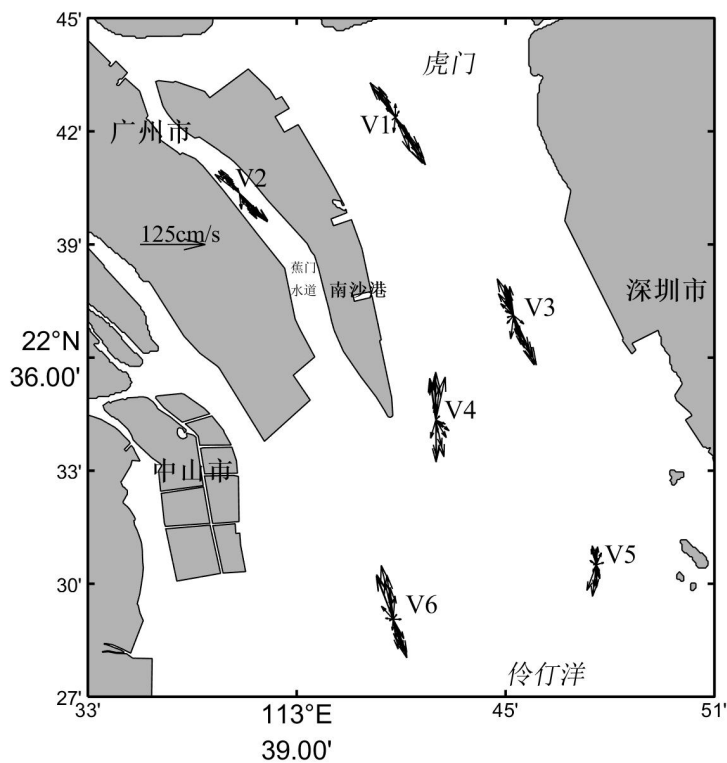 45'
虎门
42'
广州市
V1
V2
39'
125cm/s
蕉门
水道
南沙港
深圳市
V3
22°N
36.00'
V4
33'
中山市
V5
30'
V6
伶仃洋
27'
33'
113°E
39.00'
45'
51'